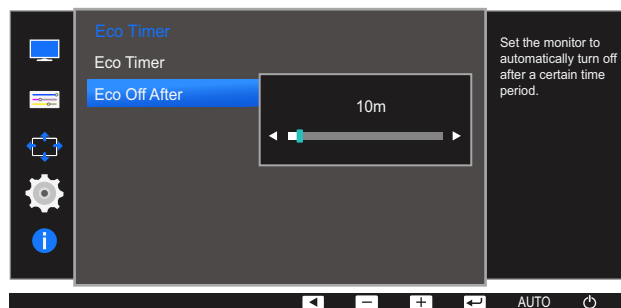 Eco Timer
Eco Timer
Eco Off After
10m
Set the monitor to
automatically turn off
after a certain time
period.
AUTO